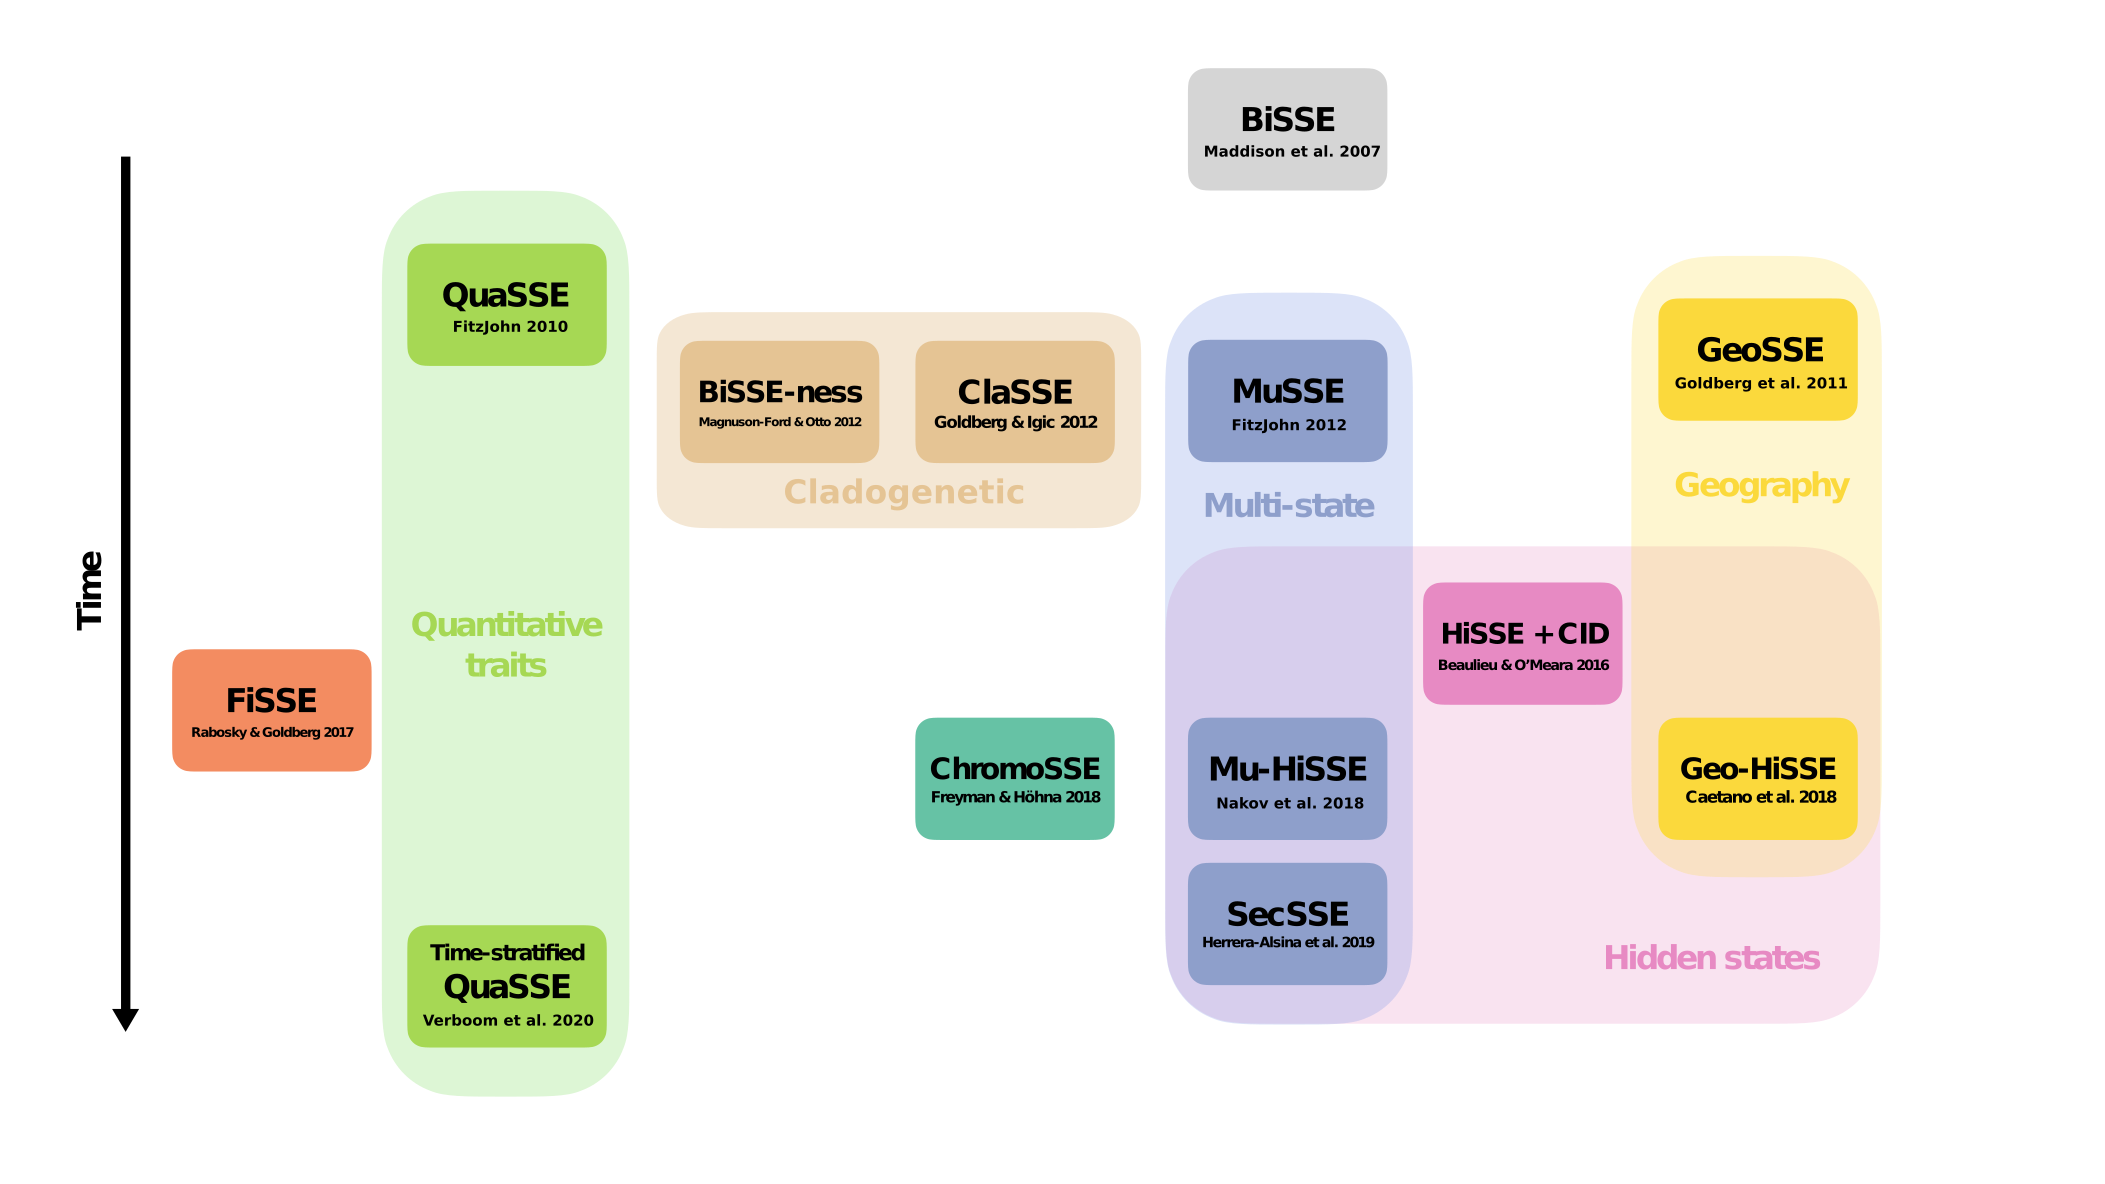 BiSSE
Maddison et al. 2007
QuaSSE
FitzJohn 2010
GeoSSE
Goldberg et al. 2011
BiSSE-ness
Magnuson-Ford & Otto 2012
ClaSSE
Goldberg & Igic 2012
MuSSE
FitzJohn 2012
Cladogenetic
Multi-state
Geography
Time
Quantitative
traits
HiSSE + CID
Beaulieu & O’Meara 2016
FiSSE
Rabosky & Goldberg 2017
ChromoSSE
Freyman & Höhna 2018
Mu-HiSSE
Nakov et al. 2018
Geo-HiSSE
Caetano et al. 2018
SecSSE
Herrera-Alsina et al. 2019
Hidden states
Time-stratified
QuaSSE
Verboom et al. 2020